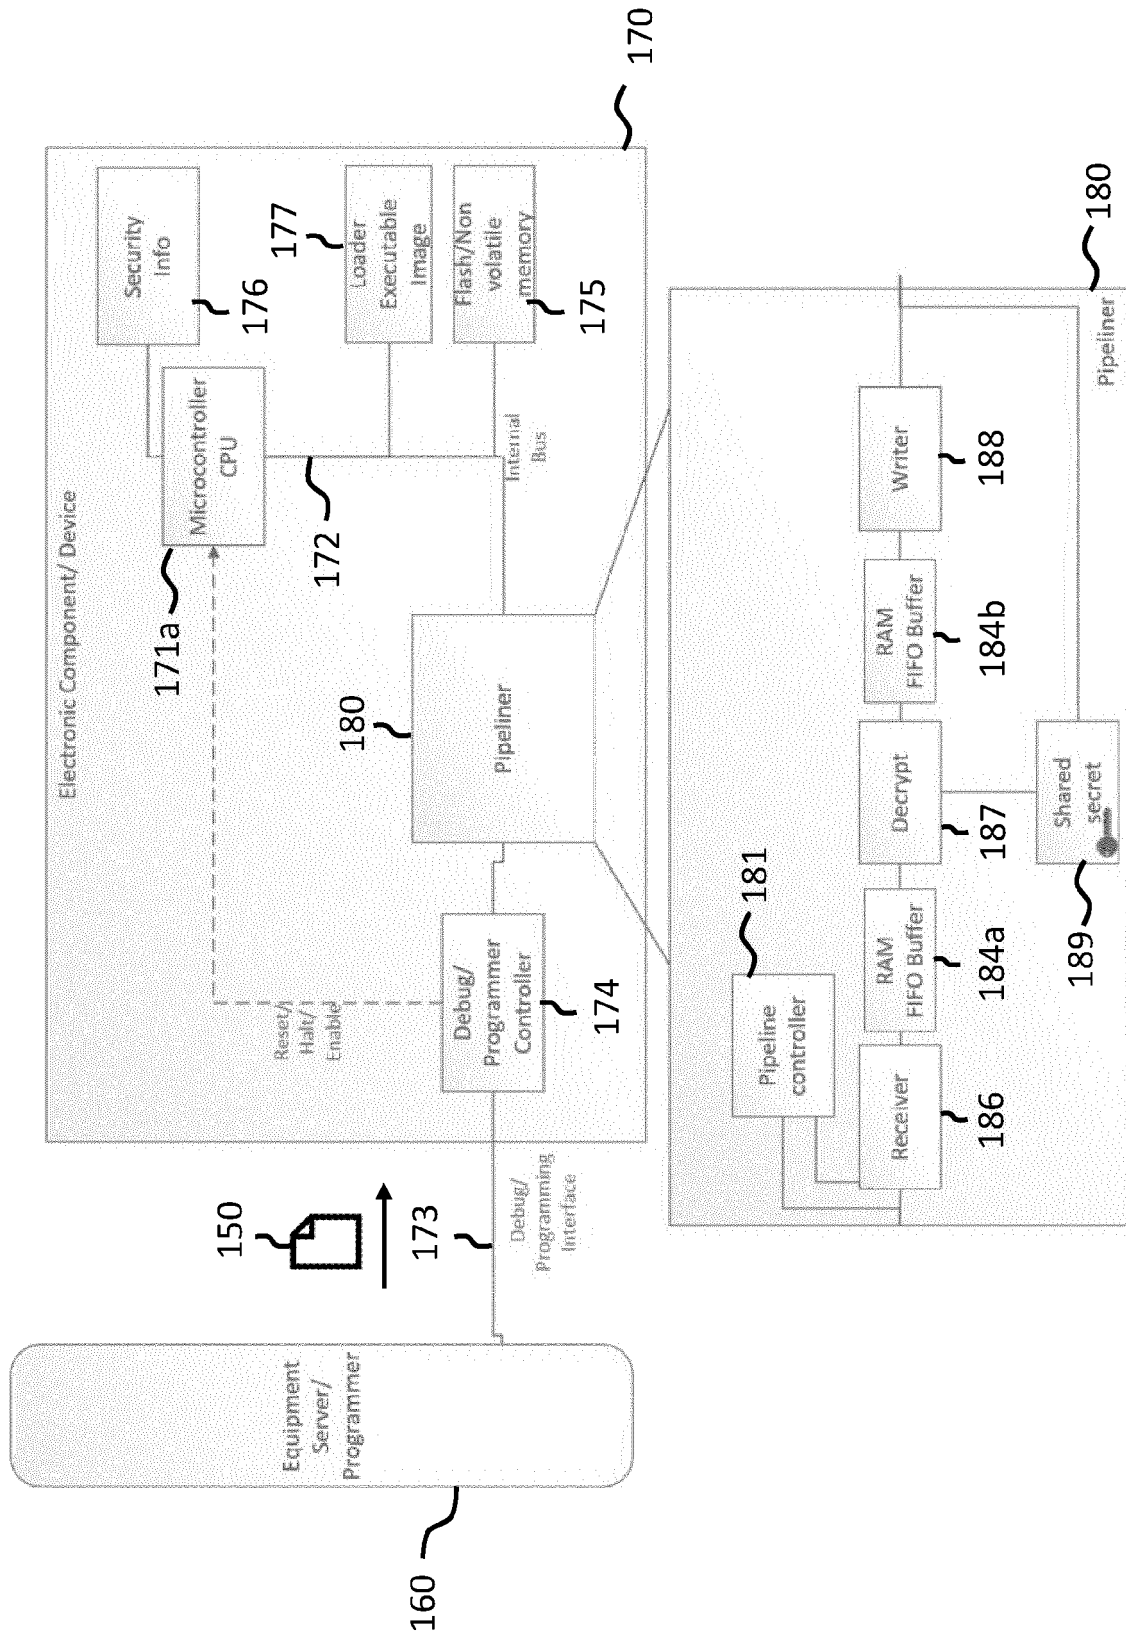 Equipment
Server/
Programmer
160
150
173
Debug/
Programming
Interface
Electronic Component/ Device
170
Reset/
Halt/
Enable
Debug/
Programmer
Controller
174
171a
Microcontroller
CPU
172
Security
Info
176
Loader
Executable
Image
177
Flash/Non
volatile
memory
175
Internal
Bus
180
Pipeliner
Pipeline
controller
181
Receiver
186
RAM
FIFO Buffer
184a
Decrypt
187
RAM
FIFO Buffer
184b
Writer
188
Shared
secret
189
Pipeliner
180